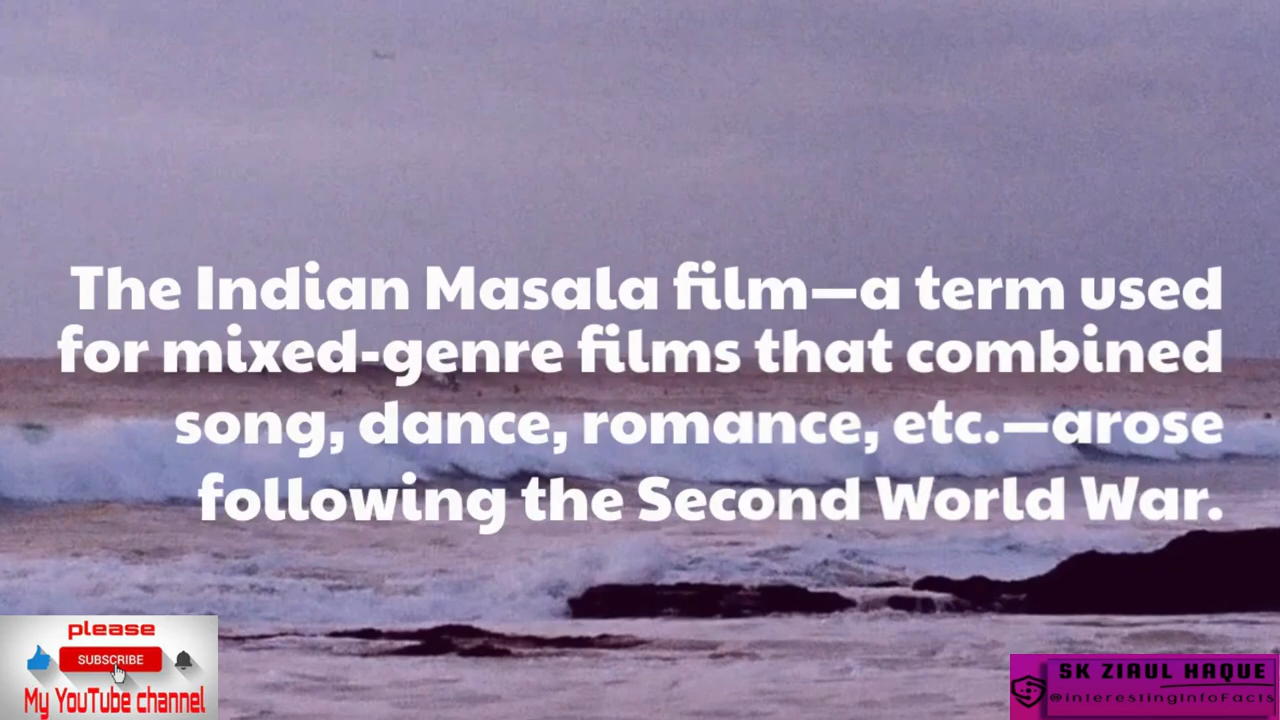 The Indian Masala film—a term used
for mixed-genre films that combined
song, dance, romance, etc.—arose
following the Second World War.
please
SUBSCRIBE
My YouTube channel
SK ZIAUL HAQUE
@interestingInfoFacts